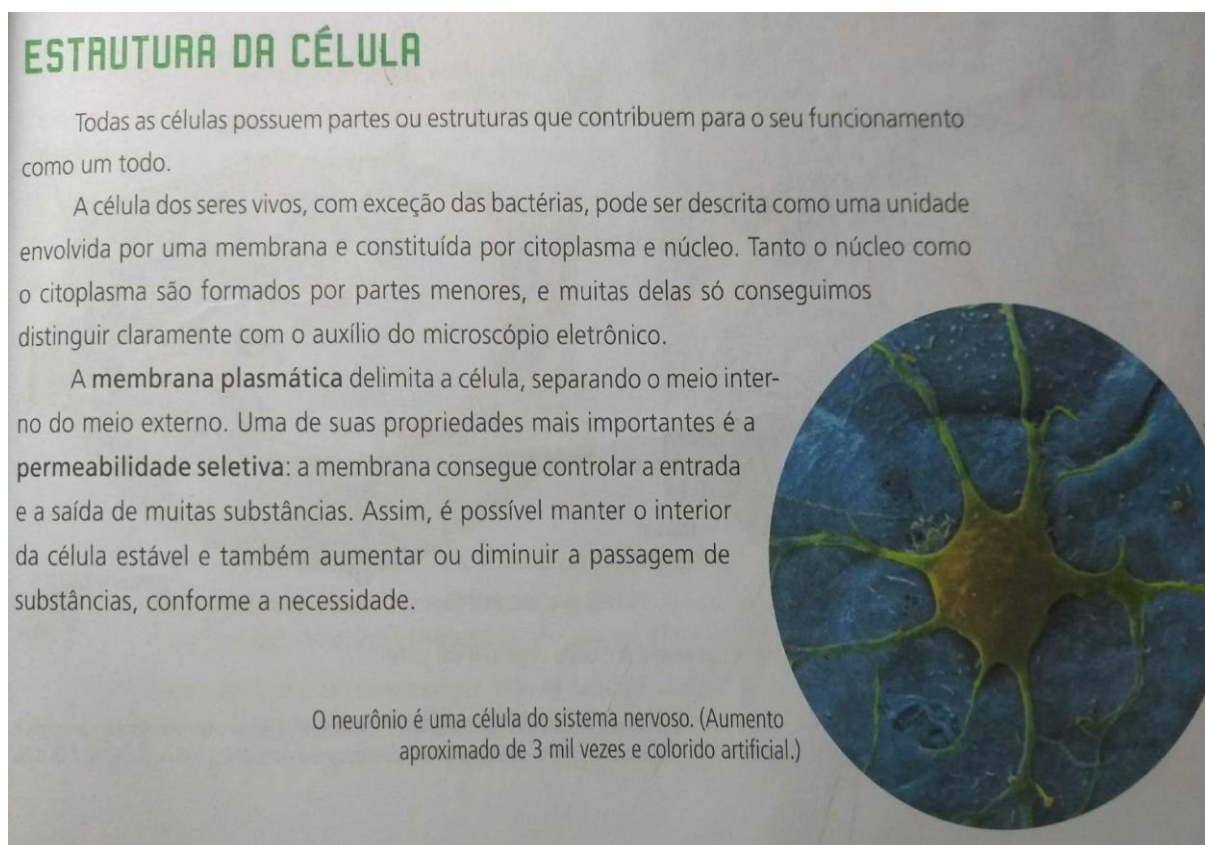 ESTRUTURA DA CÉLULA
Todas as células possuem partes ou estruturas que contribuem para o seu funcionamento
como um todo.
A célula dos seres vivos, com exceção das bactérias, pode ser descrita como uma unidade
envolvida por uma membrana e constituída por citoplasma e núcleo. Tanto o núcleo como
o citoplasma são formados por partes menores, e muitas delas só conseguimos
distinguir claramente com o auxílio do microscópio eletrônico.
A membrana plasmática delimita a célula, separando o meio inter-
no do meio externo. Uma de suas propriedades mais importantes é a
permeabilidade seletiva: a membrana consegue controlar a entrada
e a saída de muitas substâncias. Assim, é possível manter o interior
da célula estável e também aumentar ou diminuir a passagem de
substâncias, conforme a necessidade.
O neurônio é uma célula do sistema nervoso. (Aumento
aproximado de 3 mil vezes e colorido artificial.)